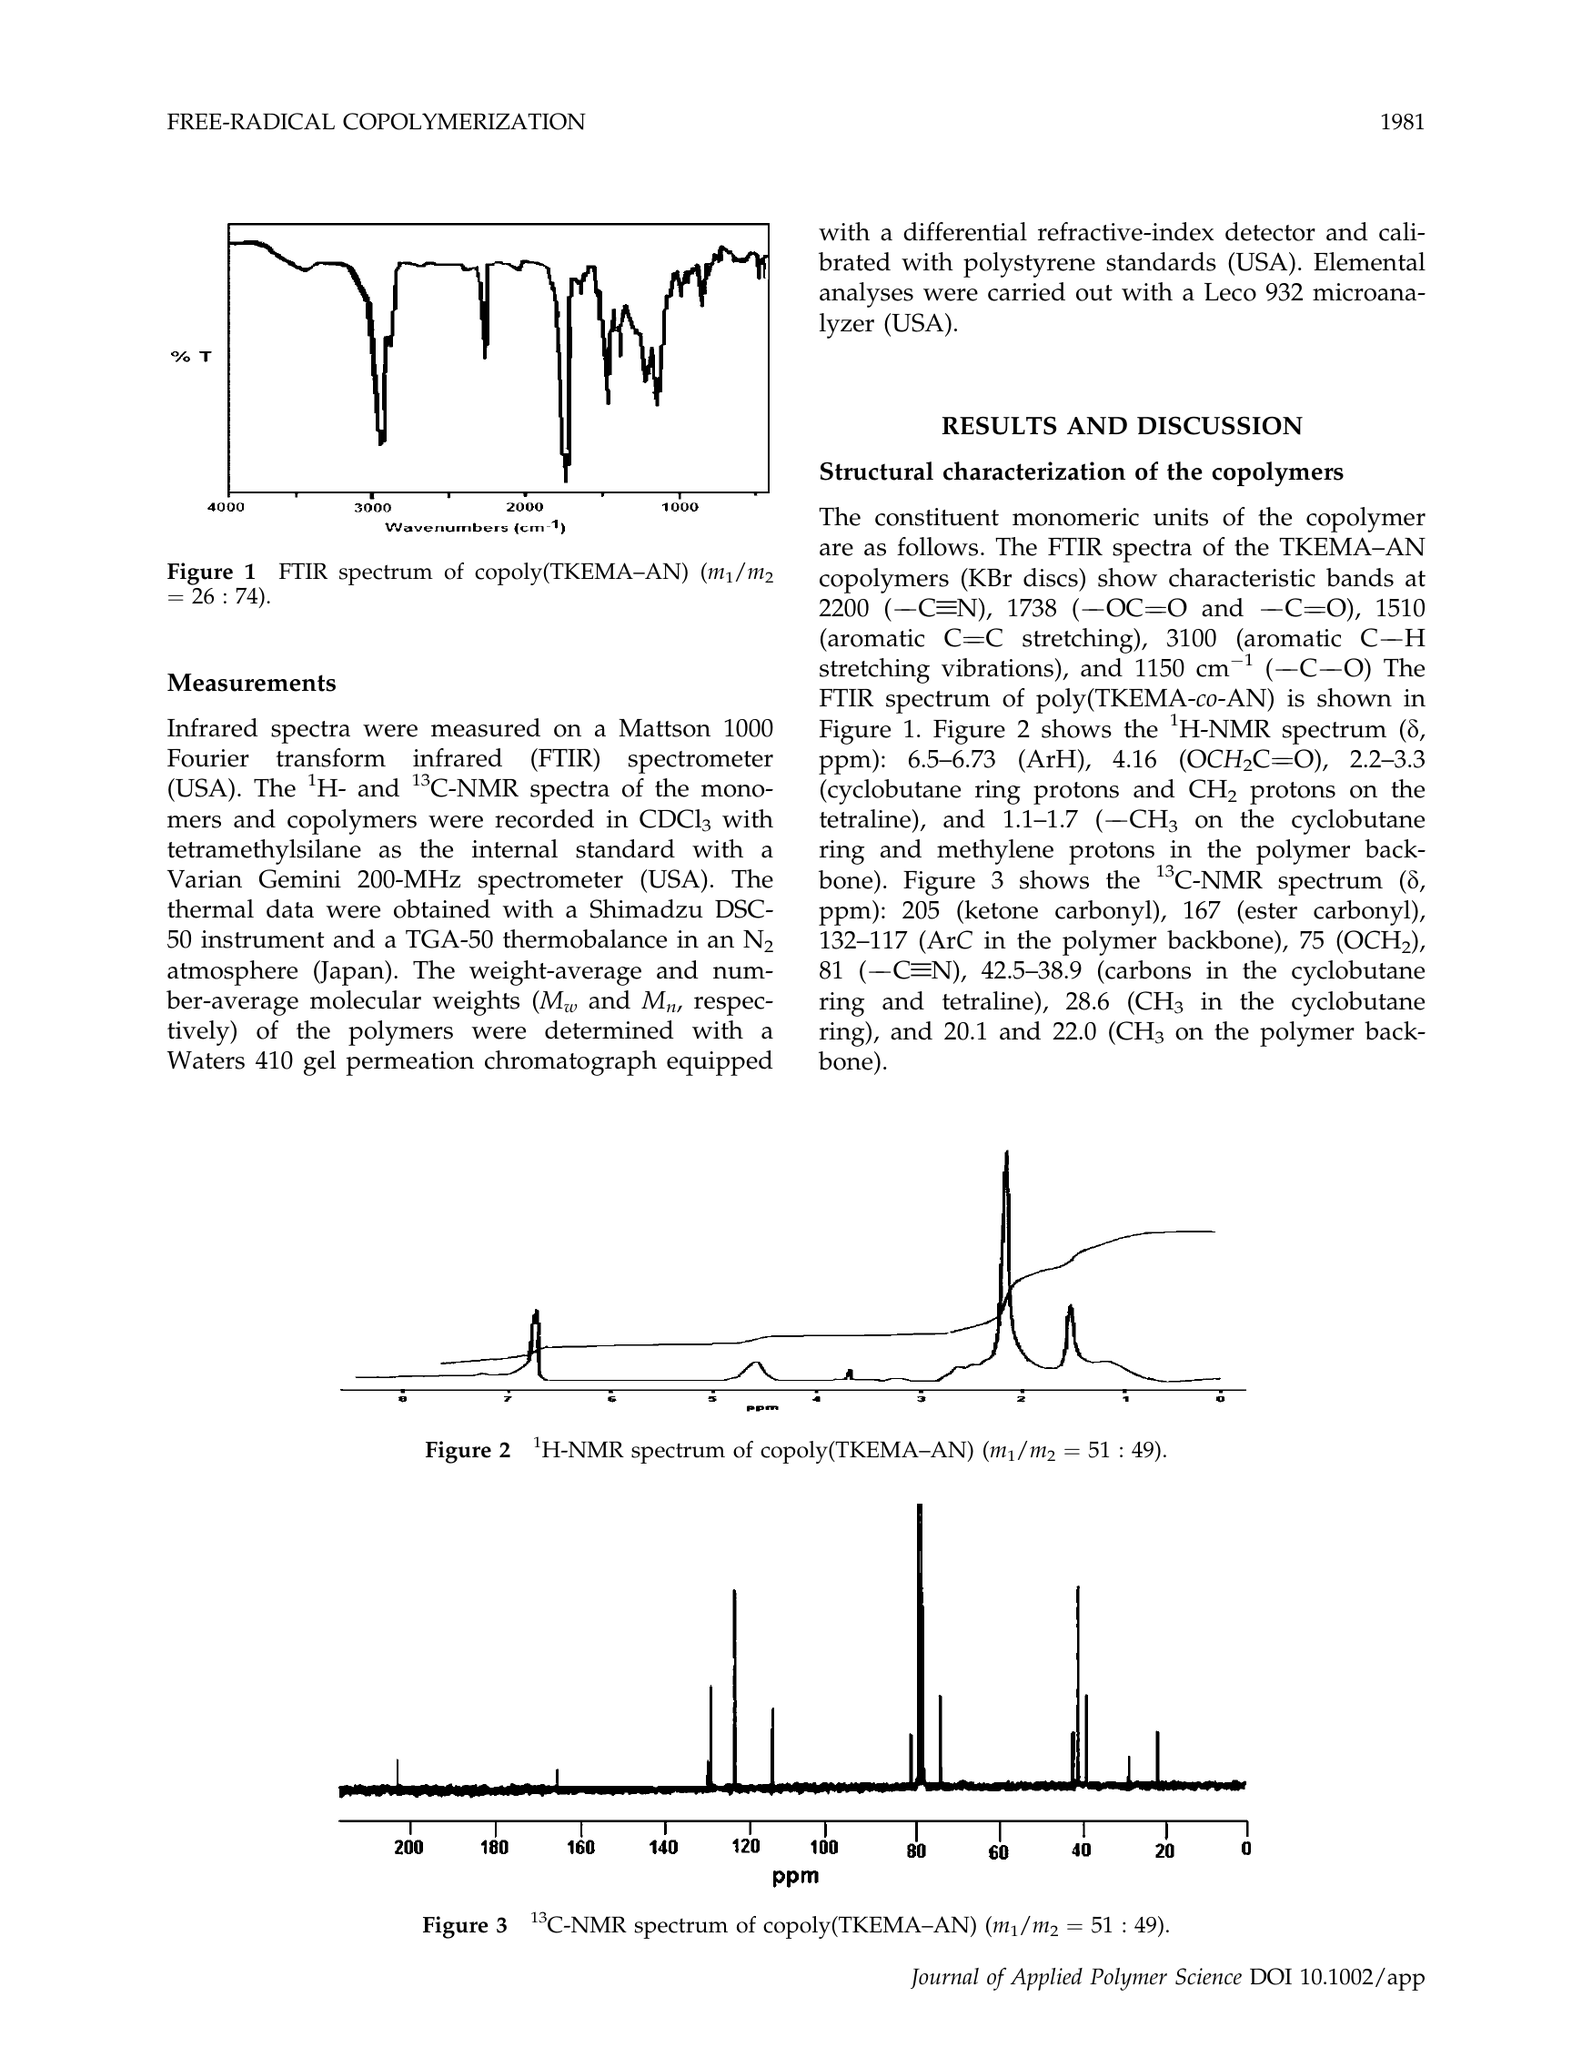 FREE-RADICAL COPOLYMERIZATION 1981
% T
4000 3000 2000 1000
Wavenumbers (cm-1)
Figure 1 FTIR spectrum of copoly(TKEMA–AN) (m₁/m₂
= 26 : 74).
Measurements
Infrared spectra were measured on a Mattson 1000
Fourier transform infrared (FTIR) spectrometer
(USA). The ¹H- and ¹³C-NMR spectra of the mono-
mers and copolymers were recorded in CDCl₃ with
tetramethylsilane as the internal standard with a
Varian Gemini 200-MHz spectrometer (USA). The
thermal data were obtained with a Shimadzu DSC-
50 instrument and a TGA-50 thermobalance in an N₂
atmosphere (Japan). The weight-average and num-
ber-average molecular weights (Mw and Mn, respec-
tively) of the polymers were determined with a
Waters 410 gel permeation chromatograph equipped
with a differential refractive-index detector and cali-
brated with polystyrene standards (USA). Elemental
analyses were carried out with a Leco 932 microana-
lyzer (USA).
RESULTS AND DISCUSSION
Structural characterization of the copolymers
The constituent monomeric units of the copolymer
are as follows. The FTIR spectra of the TKEMA–AN
copolymers (KBr discs) show characteristic bands at
2200 (—C≡N), 1738 (—OC=O and —C=O), 1510
(aromatic C=C stretching), 3100 (aromatic C—H
stretching vibrations), and 1150 cm⁻¹ (—C—O) The
FTIR spectrum of poly(TKEMA-co-AN) is shown in
Figure 1. Figure 2 shows the ¹H-NMR spectrum (δ,
ppm): 6.5–6.73 (ArH), 4.16 (OCH₂C=O), 2.2–3.3
(cyclobutane ring protons and CH₂ protons on the
tetraline), and 1.1–1.7 (—CH₃ on the cyclobutane
ring and methylene protons in the polymer back-
bone). Figure 3 shows the ¹³C-NMR spectrum (δ,
ppm): 205 (ketone carbonyl), 167 (ester carbonyl),
132–117 (ArC in the polymer backbone), 75 (OCH₂),
81 (—C≡N), 42.5–38.9 (carbons in the cyclobutane
ring and tetraline), 28.6 (CH₃ in the cyclobutane
ring), and 20.1 and 22.0 (CH₃ on the polymer back-
bone).
8 7 6 5 4 3 2 1 0
ppm
Figure 2 ¹H-NMR spectrum of copoly(TKEMA–AN) (m₁/m₂ = 51 : 49).
200 180 160 140 120 100 80 60 40 20 0
ppm
Figure 3 ¹³C-NMR spectrum of copoly(TKEMA–AN) (m₁/m₂ = 51 : 49).
Journal of Applied Polymer Science DOI 10.1002/app